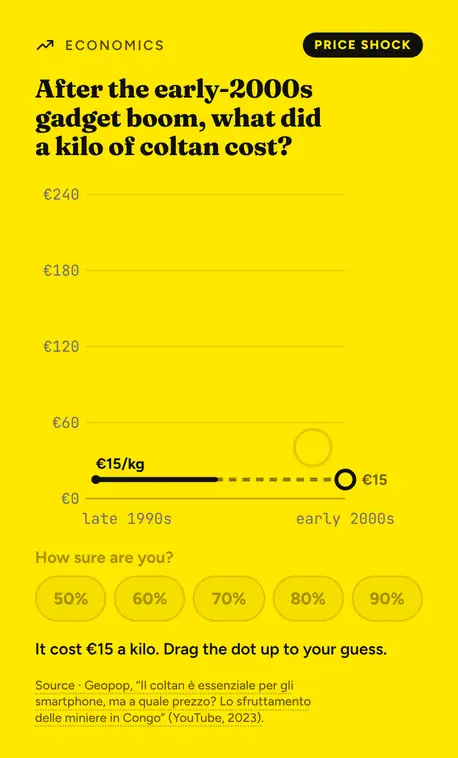 ECONOMICS
PRICE SHOCK
After the early-2000s
gadget boom, what did
a kilo of coltan cost?
€240
€180
€120
€60
€15/kg
€15
€0
late 1990s
early 2000s
How sure are you?
50%
60%
70%
80%
90%
It cost €15 a kilo. Drag the dot up to your guess.
Source · Geopop, “Il coltan è essenziale per gli
smartphone, ma a quale prezzo? Lo sfruttamento
delle miniere in Congo” (YouTube, 2023).